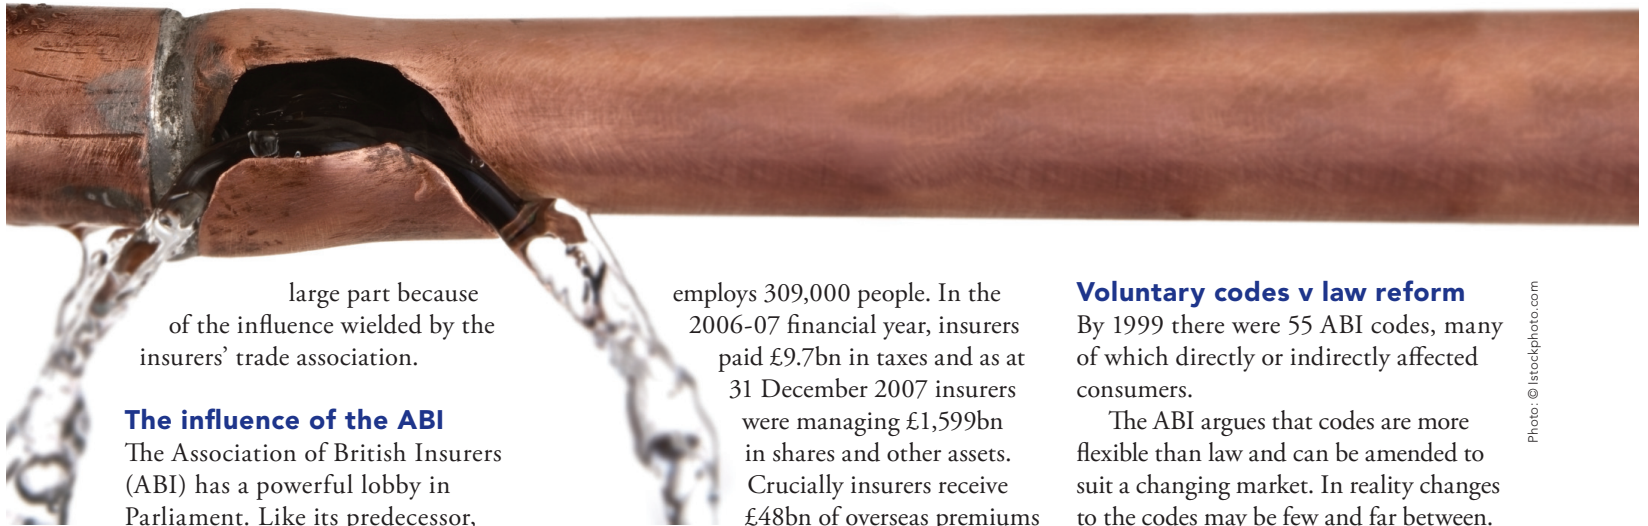 large part because
of the influence wielded by the
insurers’ trade association.
The influence of the ABI
The Association of British Insurers
(ABI) has a powerful lobby in
Parliament. Like its predecessor,
employs 309,000 people. In the
2006-07 financial year, insurers
paid £9.7bn in taxes and as at
31 December 2007 insurers
were managing £1,599bn
in shares and other assets.
Crucially insurers receive
£48bn of overseas premiums
Voluntary codes v law reform
By 1999 there were 55 ABI codes, many
of which directly or indirectly affected
consumers.
The ABI argues that codes are more
flexible than law and can be amended to
suit a changing market. In reality changes
to the codes may be few and far between.
Photo: © Istockphoto.com